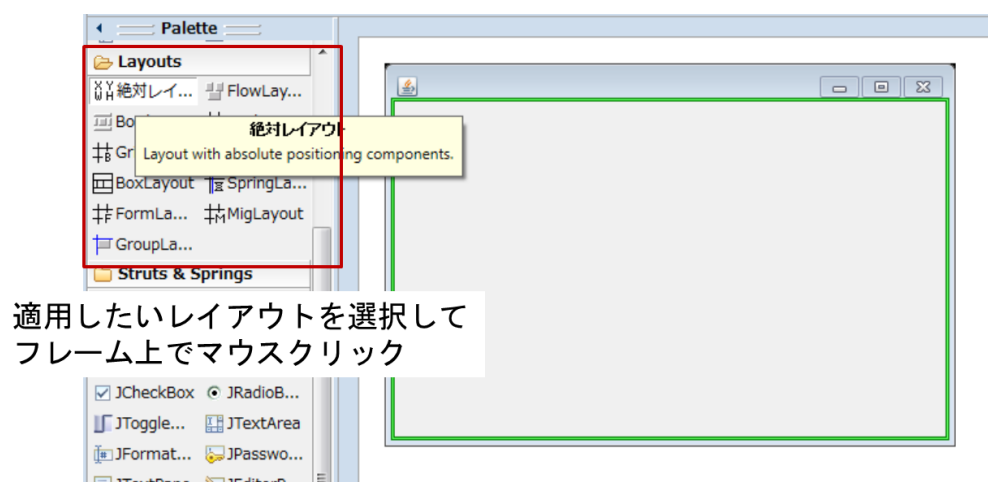 Palette
Layouts
絶対レイ... FlowLay...
Bo
絶対レイアウト
Gr
Layout with absolute positioning components.
BoxLayout SpringLa...
FormLa... MigLayout
GroupLa...
Struts & Springs
適用したいレイアウトを選択して
フレーム上でマウスクリック
JCheckBox JRadioB...
JToggle... JTextArea
JFormat... JPasswo...